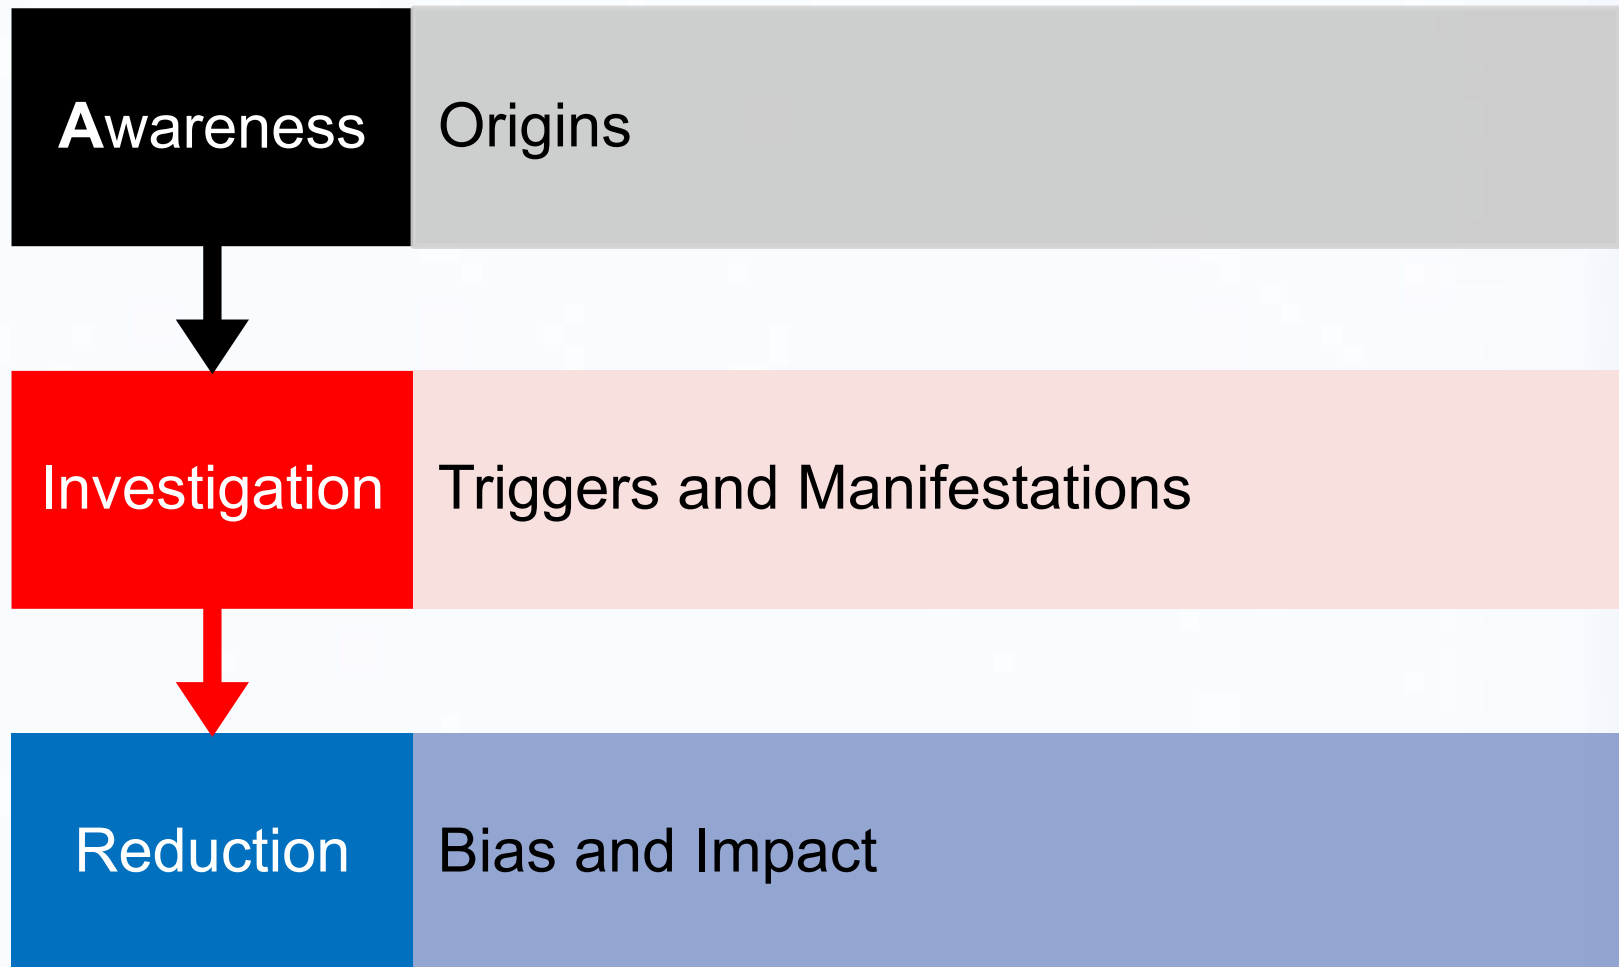 Awareness
Origins
Investigation
Triggers and Manifestations
Reduction
Bias and Impact